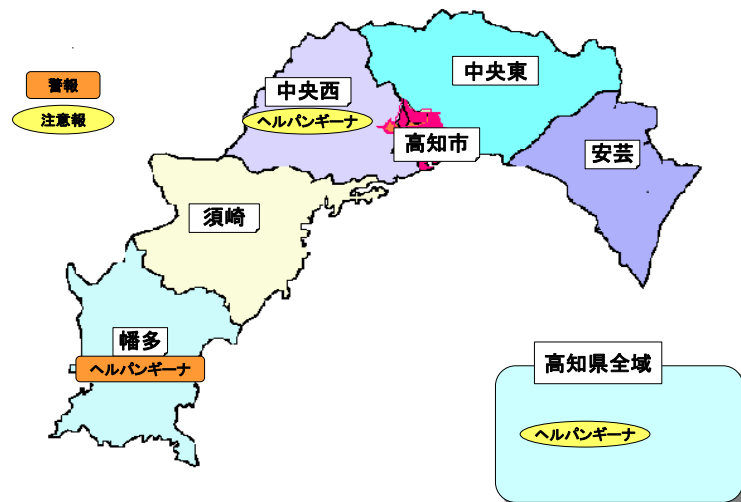 警報
注意報
中央西
ヘルパンギーナ
中央東
高知市
安芸
須崎
幡多
ヘルパンギーナ
高知県全域
ヘルパンギーナ